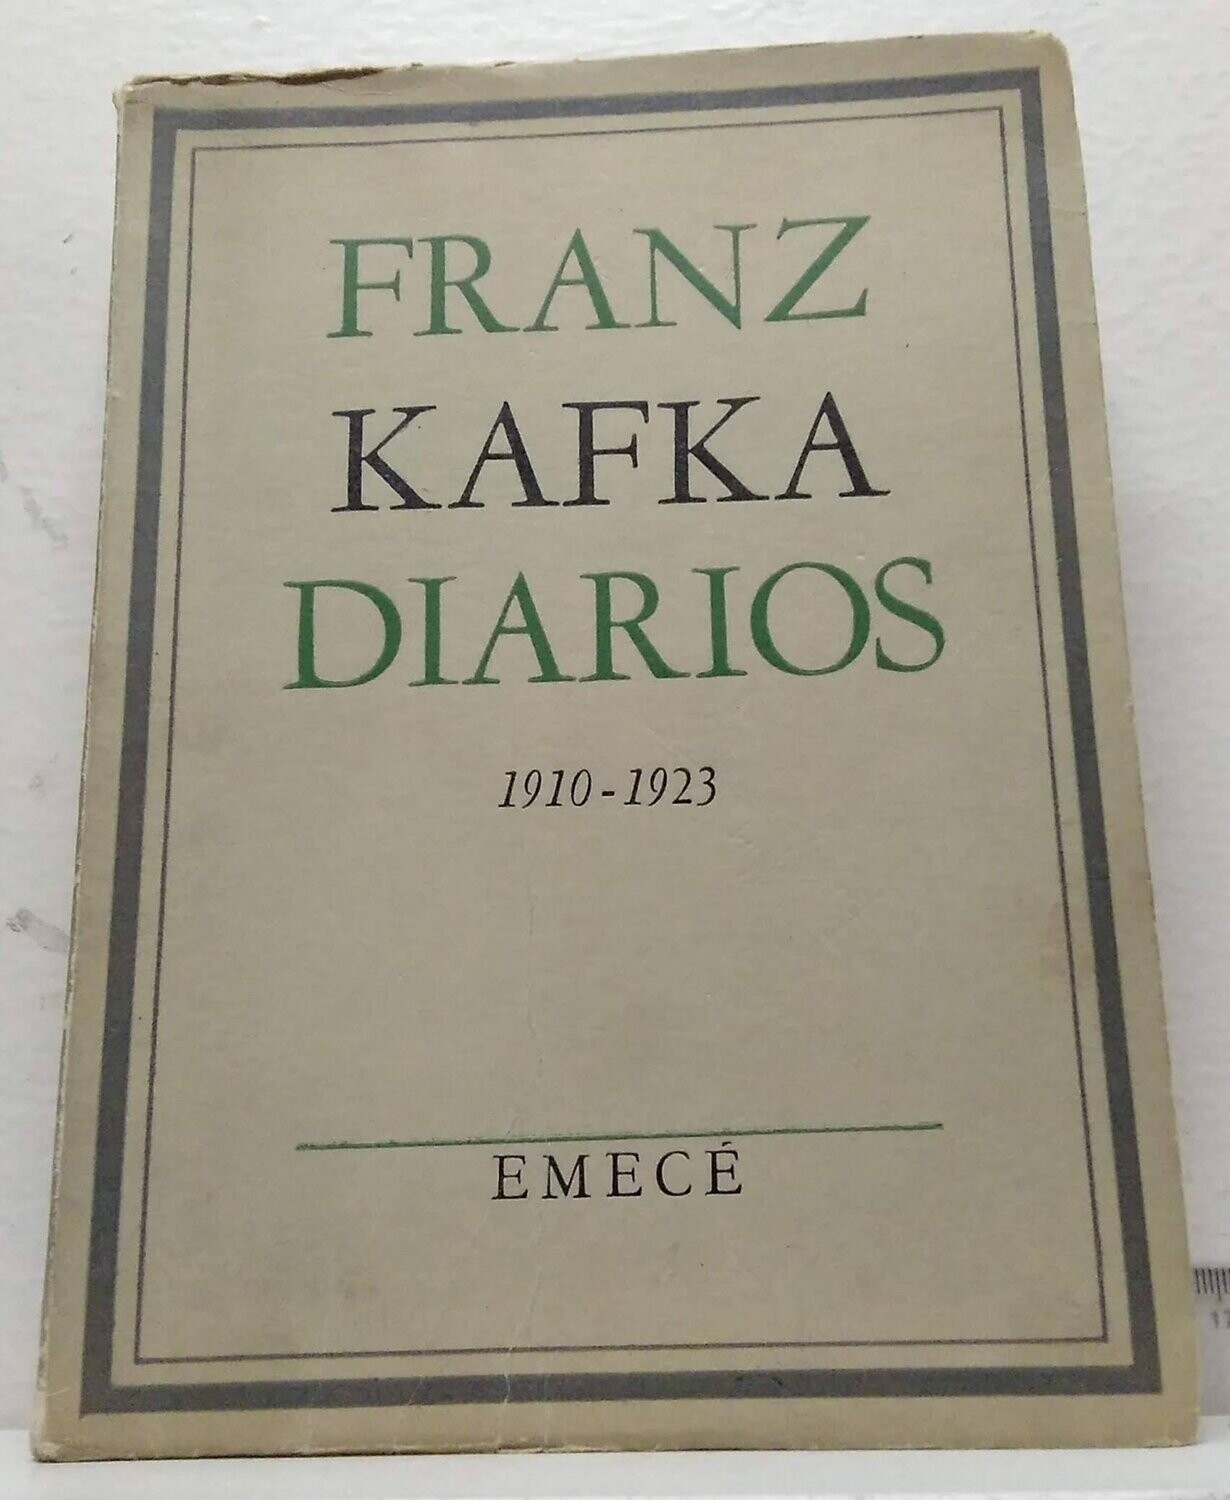 FRANZ
KAFKA
DIARIOS
1910-1923
EMECÉ